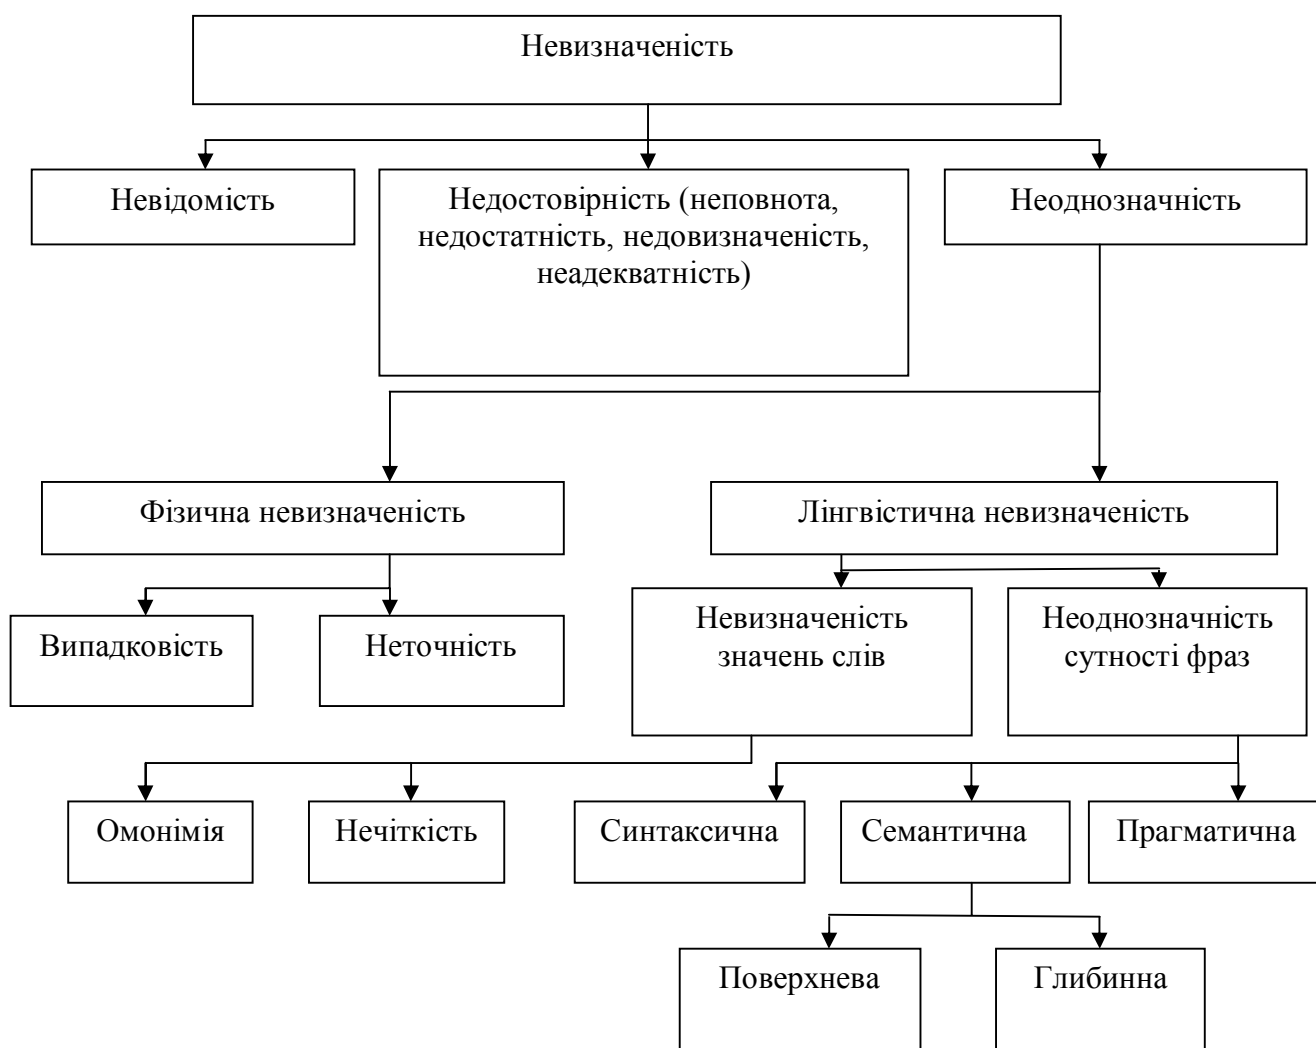 Невизначеність
Невідомість
Недостовірність (неповнота,
недостатність, недовизначеність,
неадекватність)
Неоднозначність
Фізична невизначеність
Лінгвістична невизначеність
Випадковість
Неточність
Невизначеність
значень слів
Неоднозначність
сутності фраз
Омонімія
Нечіткість
Синтаксична
Семантична
Прагматична
Поверхнева
Глибинна